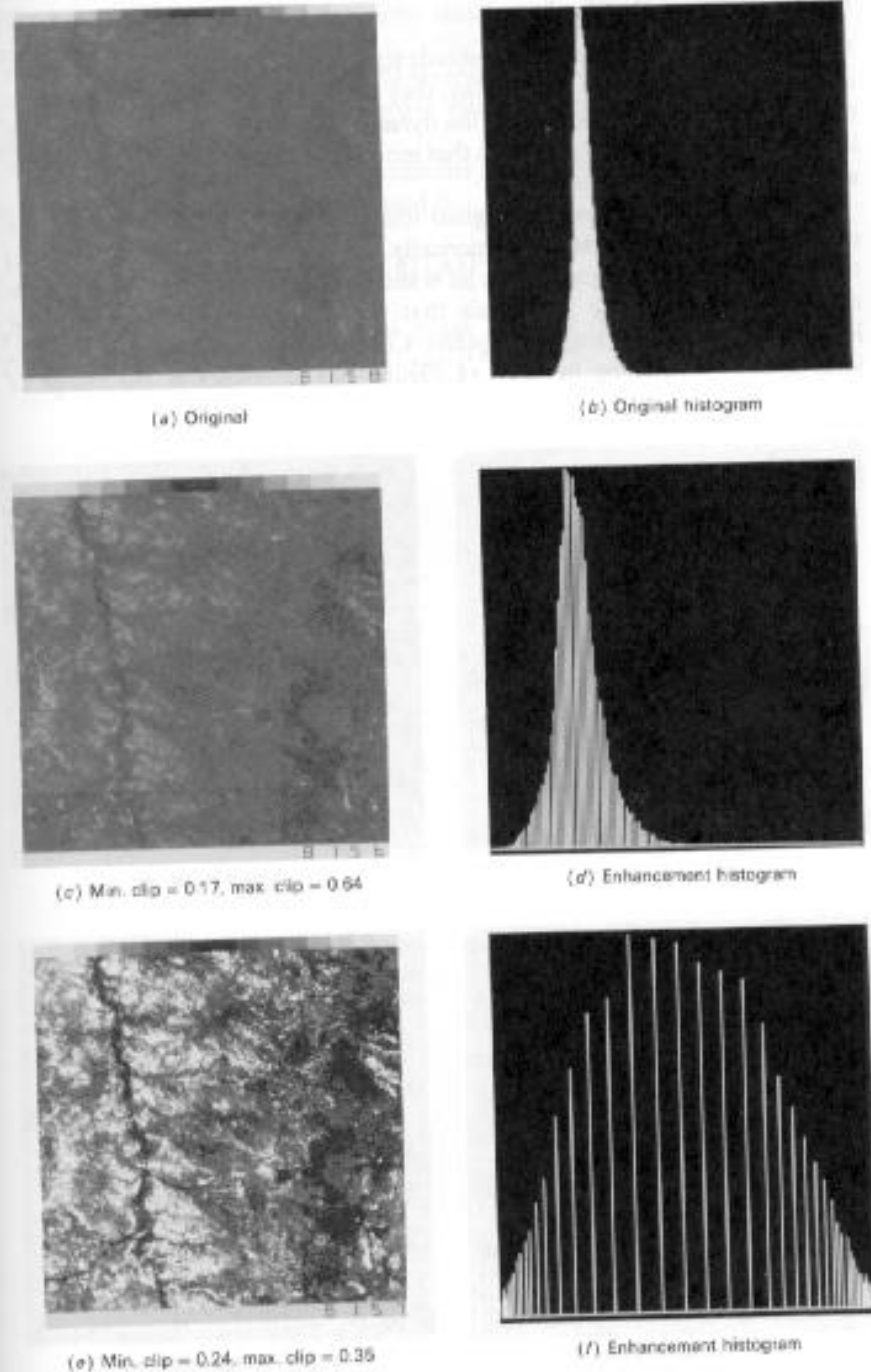 (a) Original
(b) Original histogram
(c) Min. clip = 0.17, max. clip = 0.64
(d) Enhancement histogram
(e) Min. clip = 0.24, max. clip = 0.35
(f) Enhancement histogram